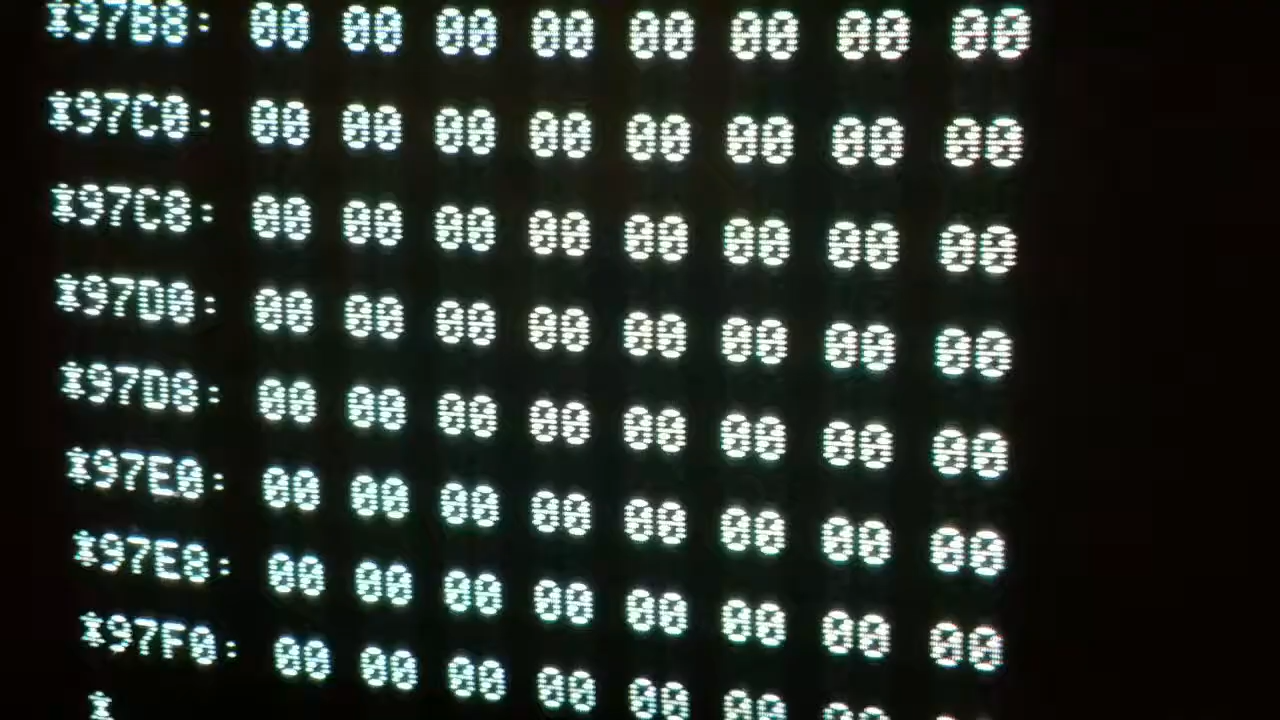 *97B8: 00 00 00 00 00 00 00 00
*97C0: 00 00 00 00 00 00 00 00
*97C8: 00 00 00 00 00 00 00 00
*97D0: 00 00 00 00 00 00 00 00
*97D8: 00 00 00 00 00 00 00 00
*97E0: 00 00 00 00 00 00 00 00
*97E8: 00 00 00 00 00 00 00 00
*97F0: 00 00 00 00 00 00 00 00
*